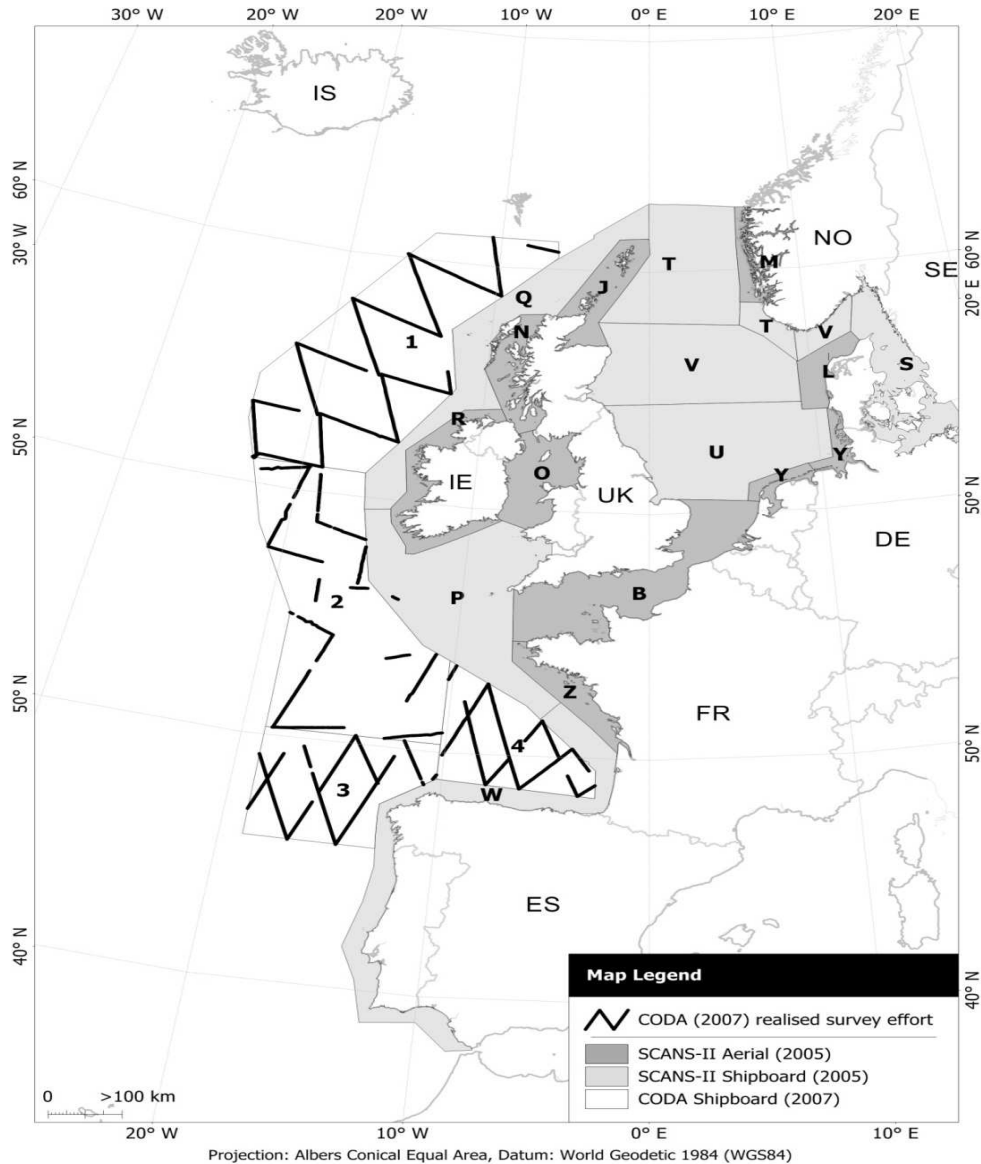 30° W 20° W 10° W 0° E 10° E 20° E
IS
60° N
30° W
NO
60° N
SE
20° E
M
T
J
Q
N
T
V
1
V
L
S
R
50° N
U
Y
O
Y
IE
UK
50° N
DE
2
P
B
Z
50° N
FR
50° N
4
3
W
ES
40° N
40° N
Map Legend
CODA (2007) realised survey effort
SCANS-II Aerial (2005)
SCANS-II Shipboard (2005)
CODA Shipboard (2007)
0 >100 km
20° W 10° W 0° E 10° E
Projection: Albers Conical Equal Area, Datum: World Geodetic 1984 (WGS84)